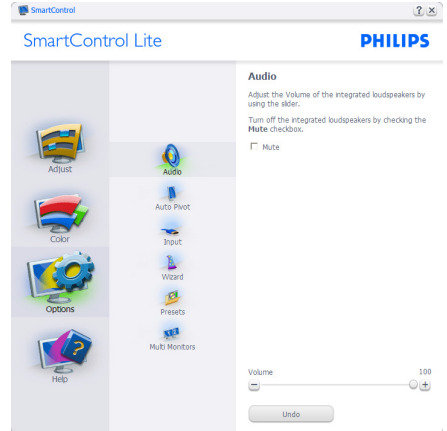 SmartControl
SmartControl Lite
PHILIPS
Adjust
Color
Options
Help
Audio
Auto Pivot
Input
Wizard
Presets
Multi Monitors
Audio
Adjust the Volume of the integrated loudspeakers by
using the slider.
Turn off the integrated loudspeakers by checking the
Mute checkbox.
Mute
Volume 100
Undo